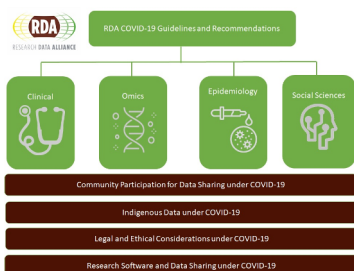 RDA
RESEARCH DATA ALLIANCE
RDA COVID-19 Guidelines and Recommendations
Clinical
Omics
Epidemiology
Social Sciences
Community Participation for Data Sharing under COVID-19
Indigenous Data under COVID-19
Legal and Ethical Considerations under COVID-19
Research Software and Data Sharing under COVID-19